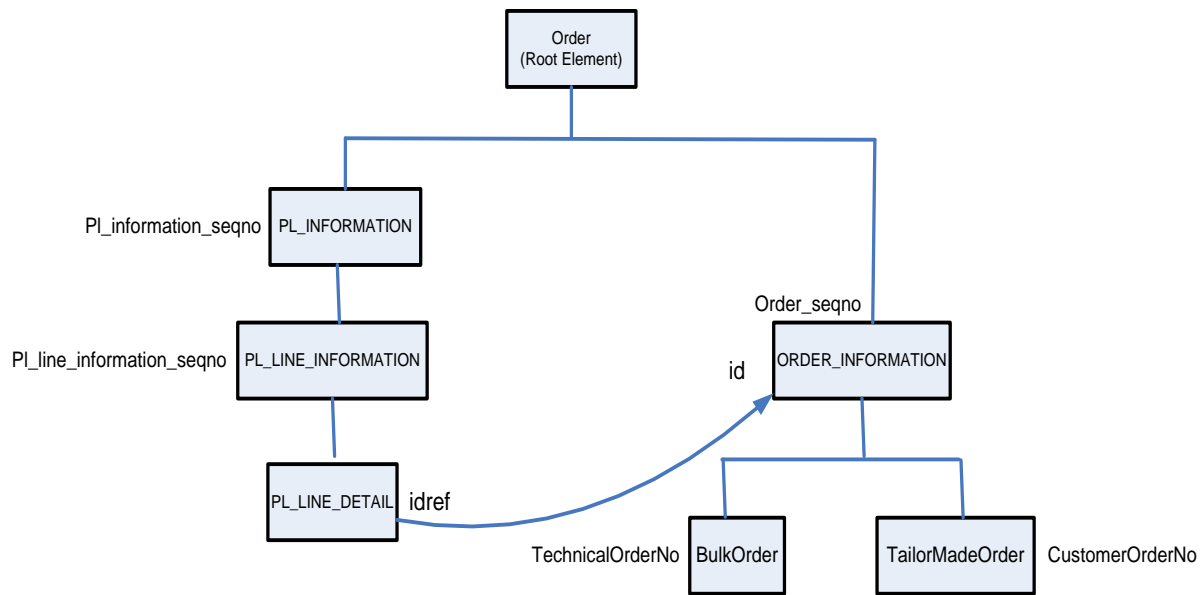 Order
(Root Element)
Pl_information_seqno
PL_INFORMATION
Order_seqno
Pl_line_information_seqno
PL_LINE_INFORMATION
ORDER_INFORMATION
id
PL_LINE_DETAIL
idref
TechnicalOrderNo
BulkOrder
TailorMadeOrder
CustomerOrderNo